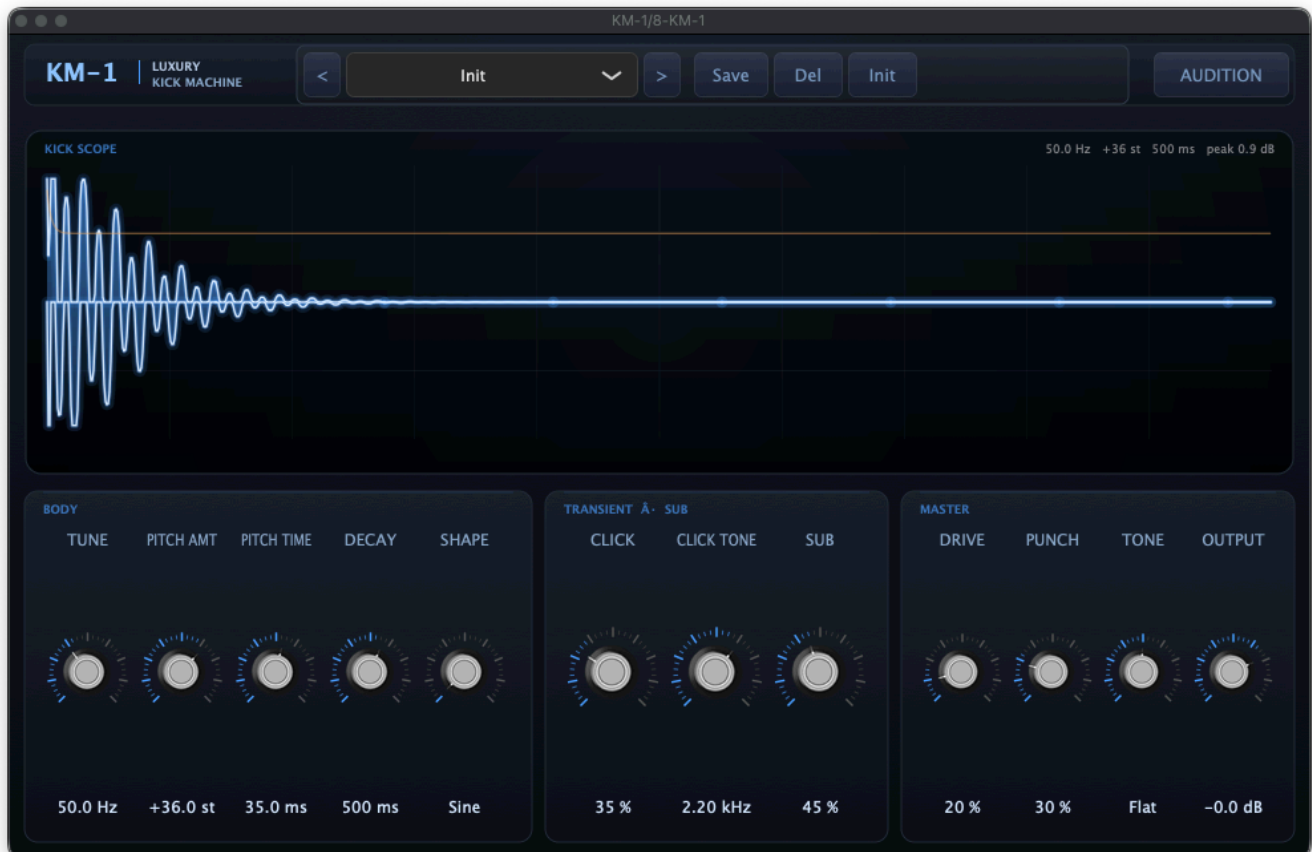 KM-1/8-KM-1
KM-1 LUXURY
KICK MACHINE
< Init > Save Del Init AUDITION
KICK SCOPE 50.0 Hz +36 st 500 ms peak 0.9 dB
BODY
TUNE PITCH AMT PITCH TIME DECAY SHAPE
50.0 Hz +36.0 st 35.0 ms 500 ms Sine
TRANSIENT Â· SUB
CLICK CLICK TONE SUB
35 % 2.20 kHz 45 %
MASTER
DRIVE PUNCH TONE OUTPUT
20 % 30 % Flat -0.0 dB